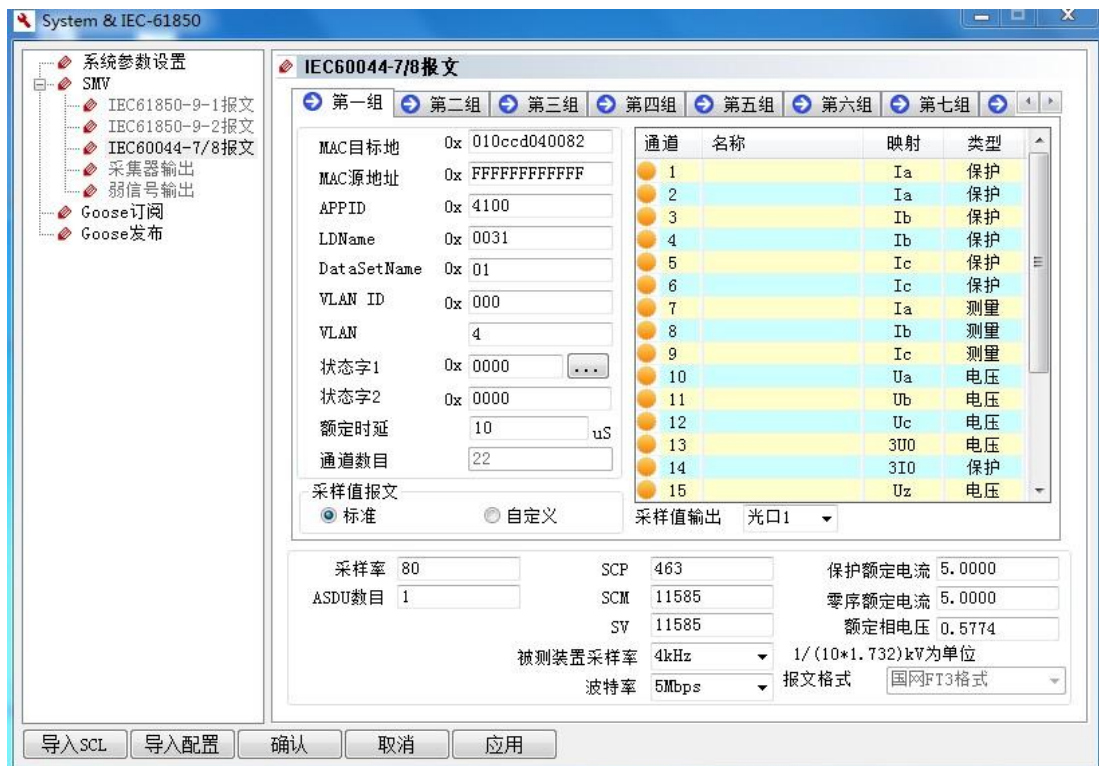 System & IEC-61850
系统参数设置
SMV
IEC61850-9-1报文
IEC61850-9-2报文
IEC60044-7/8报文
采集器输出
弱信号输出
Goose订阅
Goose发布
IEC60044-7/8报文
第一组 第二组 第三组 第四组 第五组 第六组 第七组
MAC目标地 0x 010ccd040082
MAC源地址 0x FFFFFFFFFFFF
APPID 0x 4100
LDName 0x 0031
DataSetName 0x 01
VLAN ID 0x 000
VLAN 4
状态字1 0x 0000 ...
状态字2 0x 0000
额定时延 10 uS
通道数目 22
采样值报文
标准 自定义
通道 名称 映射 类型
1 Ia 保护
2 Ia 保护
3 Ib 保护
4 Ib 保护
5 Ic 保护
6 Ic 保护
7 Ia 测量
8 Ib 测量
9 Ic 测量
10 Ua 电压
11 Ub 电压
12 Uc 电压
13 3U0 电压
14 3I0 保护
15 Uz 电压
采样值输出 光口1
采样率 80 SCP 463 保护额定电流 5.0000
ASDU数目 1 SCM 11585 零序额定电流 5.0000
SV 11585 额定相电压 0.5774
被测装置采样率 4kHz 1/(10*1.732)kV为单位
波特率 5Mbps 报文格式 国网FT3格式
导入SCL 导入配置 确认 取消 应用